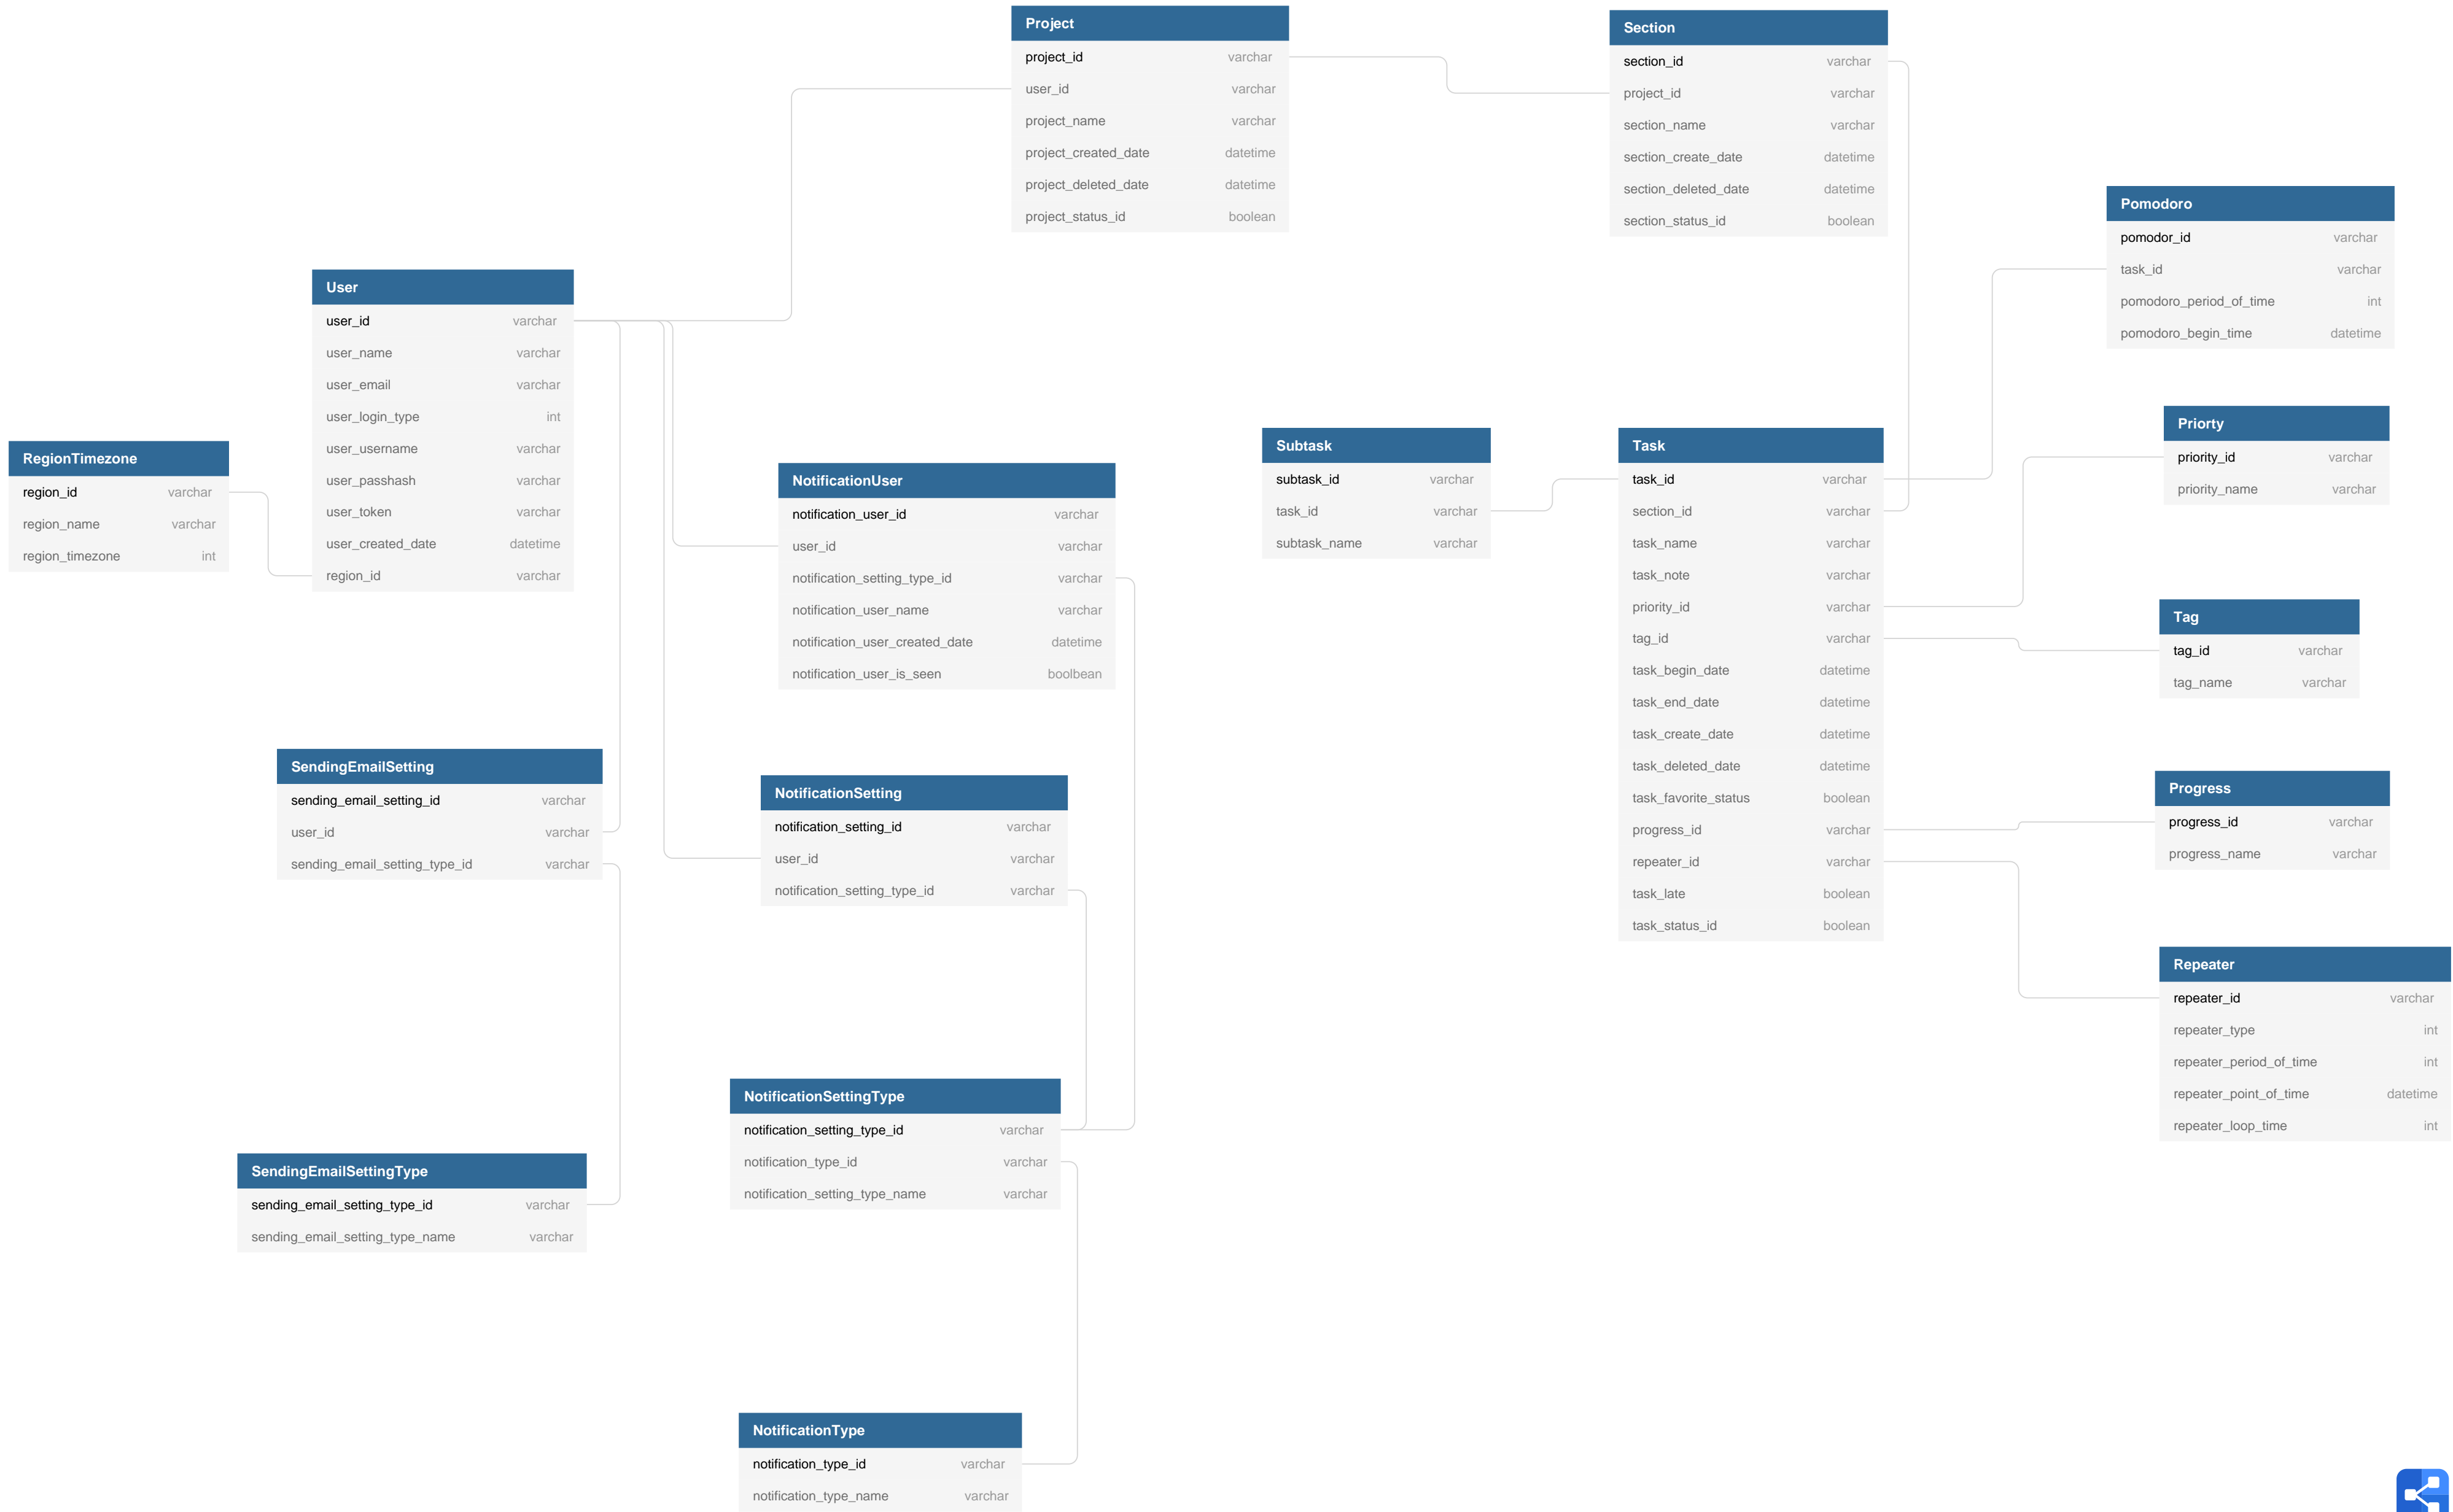 Project
project_id varchar
user_id varchar
project_name varchar
project_created_date datetime
project_deleted_date datetime
project_status_id boolean
Section
section_id varchar
project_id varchar
section_name varchar
section_create_date datetime
section_deleted_date datetime
section_status_id boolean
Pomodoro
pomodor_id varchar
task_id varchar
pomodoro_period_of_time int
pomodoro_begin_time datetime
User
user_id varchar
user_name varchar
user_email varchar
user_login_type int
user_username varchar
user_passhash varchar
user_token varchar
user_created_date datetime
region_id varchar
RegionTimezone
region_id varchar
region_name varchar
region_timezone int
NotificationUser
notification_user_id varchar
user_id varchar
notification_setting_type_id varchar
notification_user_name varchar
notification_user_created_date datetime
notification_user_is_seen boolbean
Subtask
subtask_id varchar
task_id varchar
subtask_name varchar
Task
task_id varchar
section_id varchar
task_name varchar
task_note varchar
priority_id varchar
tag_id varchar
task_begin_date datetime
task_end_date datetime
task_create_date datetime
task_deleted_date datetime
task_favorite_status boolean
progress_id varchar
repeater_id varchar
task_late boolean
task_status_id boolean
Priorty
priority_id varchar
priority_name varchar
Tag
tag_id varchar
tag_name varchar
Progress
progress_id varchar
progress_name varchar
Repeater
repeater_id varchar
repeater_type int
repeater_period_of_time int
repeater_point_of_time datetime
repeater_loop_time int
SendingEmailSetting
sending_email_setting_id varchar
user_id varchar
sending_email_setting_type_id varchar
NotificationSetting
notification_setting_id varchar
user_id varchar
notification_setting_type_id varchar
NotificationSettingType
notification_setting_type_id varchar
notification_type_id varchar
notification_setting_type_name varchar
SendingEmailSettingType
sending_email_setting_type_id varchar
sending_email_setting_type_name varchar
NotificationType
notification_type_id varchar
notification_type_name varchar